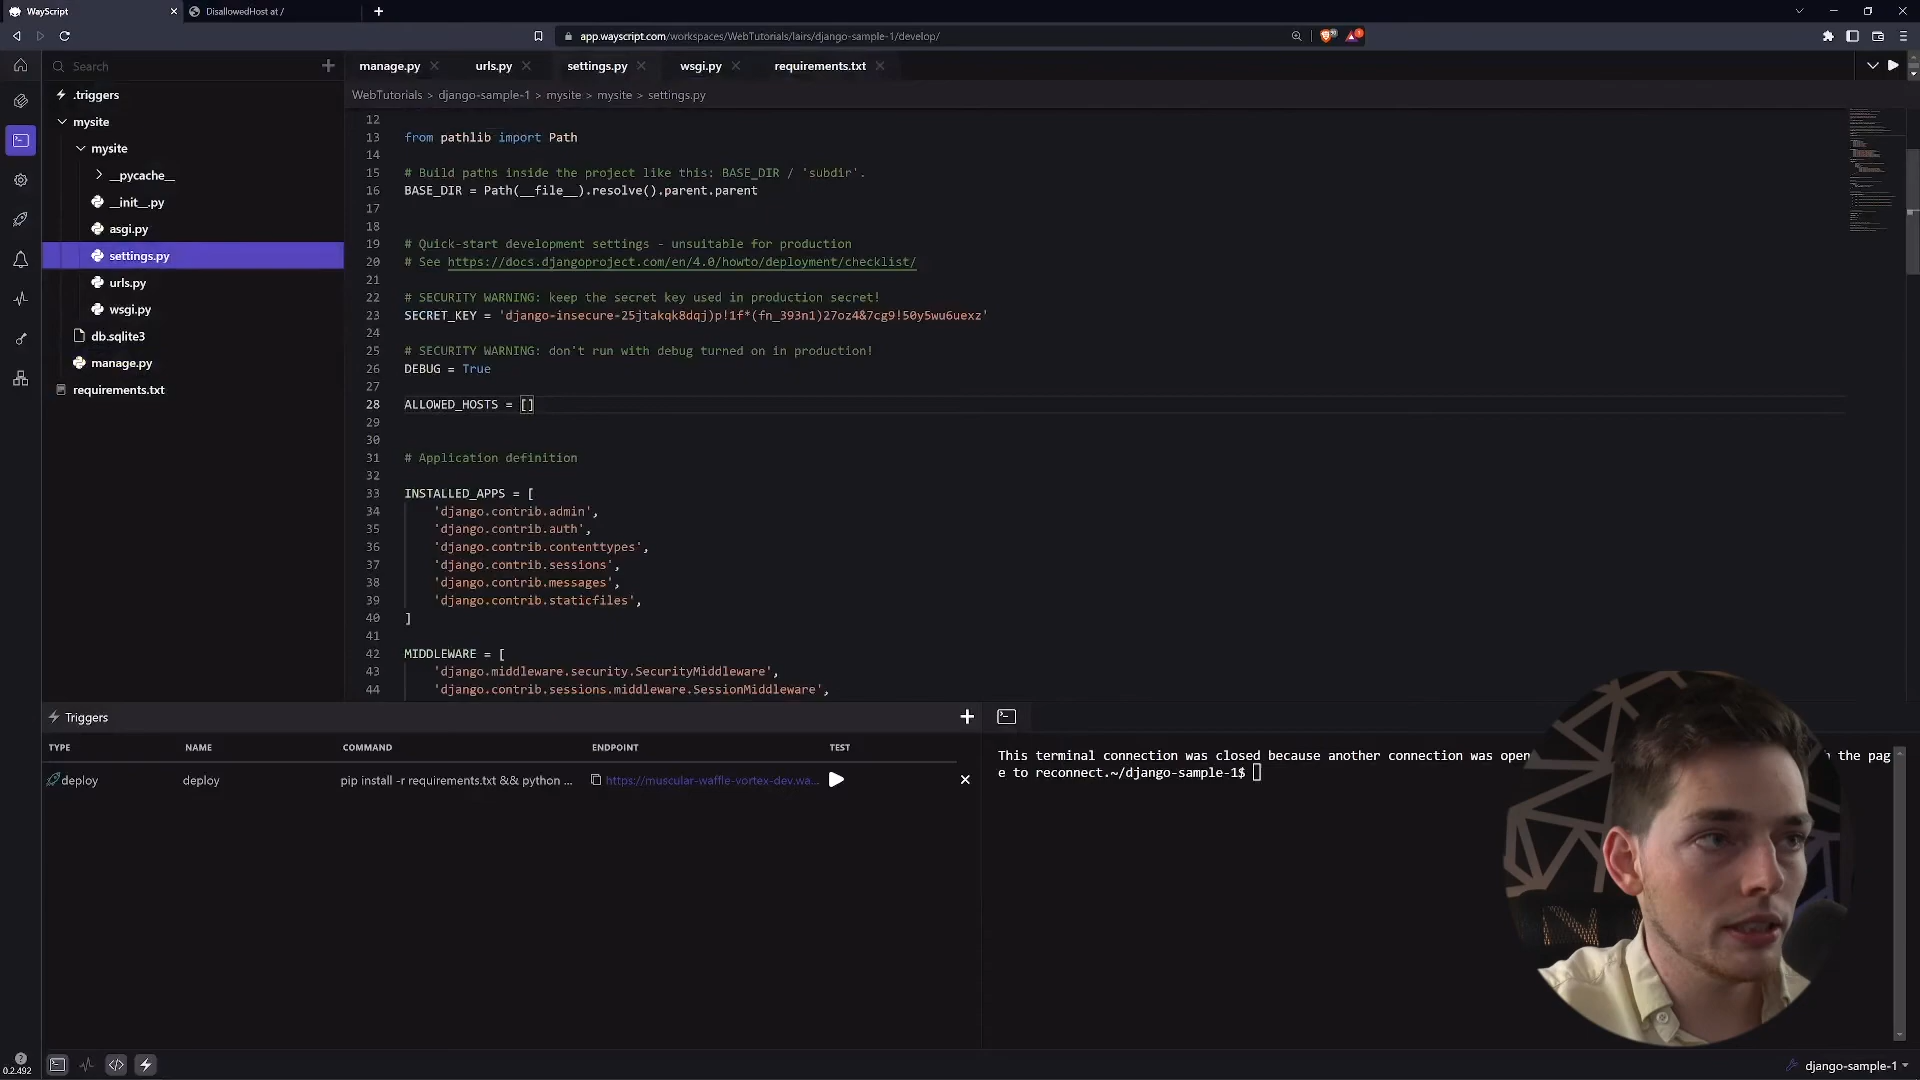 WayScript
DisallowedHost at /
app.wayscript.com/workspaces/WebTutorials/lairs/django-sample-1/develop/
Search
manage.py
urls.py
settings.py
wsgi.py
requirements.txt
WebTutorials > django-sample-1 > mysite > mysite > settings.py
.triggers
mysite
mysite
__pycache__
__init__.py
asgi.py
settings.py
urls.py
wsgi.py
db.sqlite3
manage.py
requirements.txt
12
13 from pathlib import Path
14
15 # Build paths inside the project like this: BASE_DIR / 'subdir'.
16 BASE_DIR = Path(__file__).resolve().parent.parent
17
18
19 # Quick-start development settings - unsuitable for production
20 # See https://docs.djangoproject.com/en/4.0/howto/deployment/checklist/
21
22 # SECURITY WARNING: keep the secret key used in production secret!
23 SECRET_KEY = 'django-insecure-25jtakqk8dqj)p!1f*(fn_393n1)27oz4&7cg9!50y5wu6uexz'
24
25 # SECURITY WARNING: don't run with debug turned on in production!
26 DEBUG = True
27
28 ALLOWED_HOSTS = []
29
30
31 # Application definition
32
33 INSTALLED_APPS = [
34 'django.contrib.admin',
35 'django.contrib.auth',
36 'django.contrib.contenttypes',
37 'django.contrib.sessions',
38 'django.contrib.messages',
39 'django.contrib.staticfiles',
40 ]
41
42 MIDDLEWARE = [
43 'django.middleware.security.SecurityMiddleware',
44 'django.contrib.sessions.middleware.SessionMiddleware',
Triggers
TYPE NAME COMMAND ENDPOINT TEST
deploy deploy pip install -r requirements.txt && python ... https://muscular-waffle-vortex-dev.wa...
This terminal connection was closed because another connection was open
h the pag
e to reconnect.~/django-sample-1$
0.2.492
django-sample-1